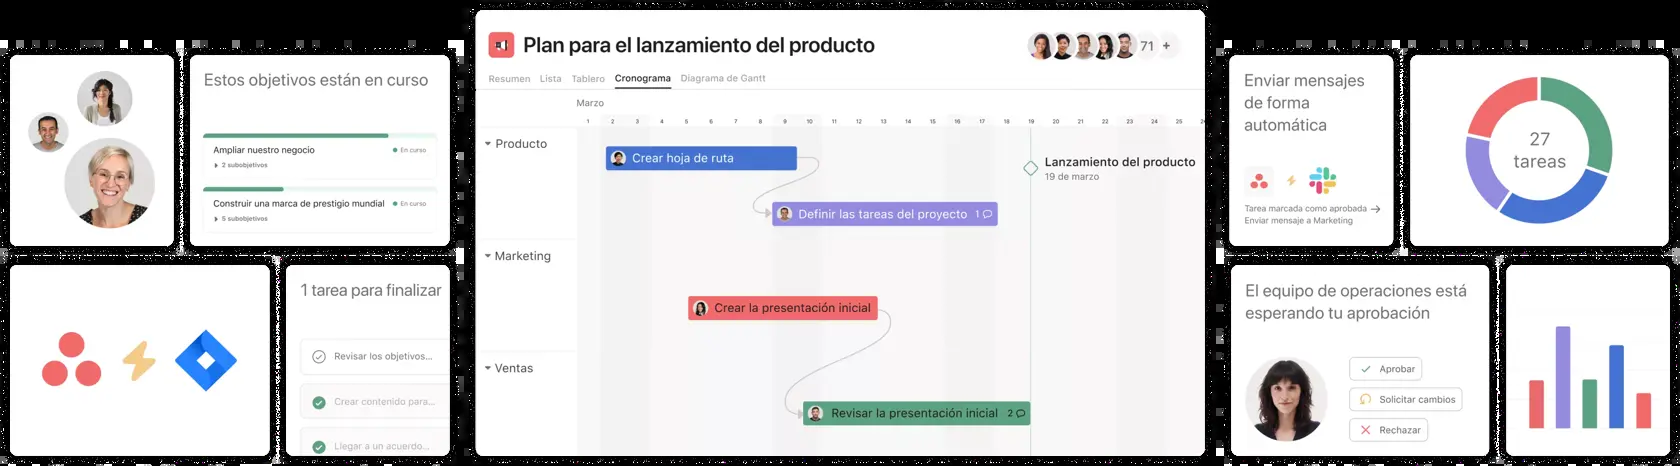 Estos objetivos están en curso
Ampliar nuestro negocio
En curso
2 subobjetivos
Construir una marca de prestigio mundial
En curso
5 subobjetivos
1 tarea para finalizar
Revisar los objetivos...
Crear contenido para...
Llegar a un acuerdo...
Plan para el lanzamiento del producto
71 +
Resumen Lista Tablero Cronograma Diagrama de Gantt
Marzo
1 2 3 4 5 6 7 8 9 10 11 12 13 14 15 16 17 18 19 20 21 22 23 24 25 26
Producto
Crear hoja de ruta
Lanzamiento del producto
19 de marzo
Definir las tareas del proyecto 1
Marketing
Crear la presentación inicial
Ventas
Revisar la presentación inicial 2
Enviar mensajes
de forma
automática
Tarea marcada como aprobada →
Enviar mensaje a Marketing
27
tareas
El equipo de operaciones está
esperando tu aprobación
Aprobar
Solicitar cambios
Rechazar